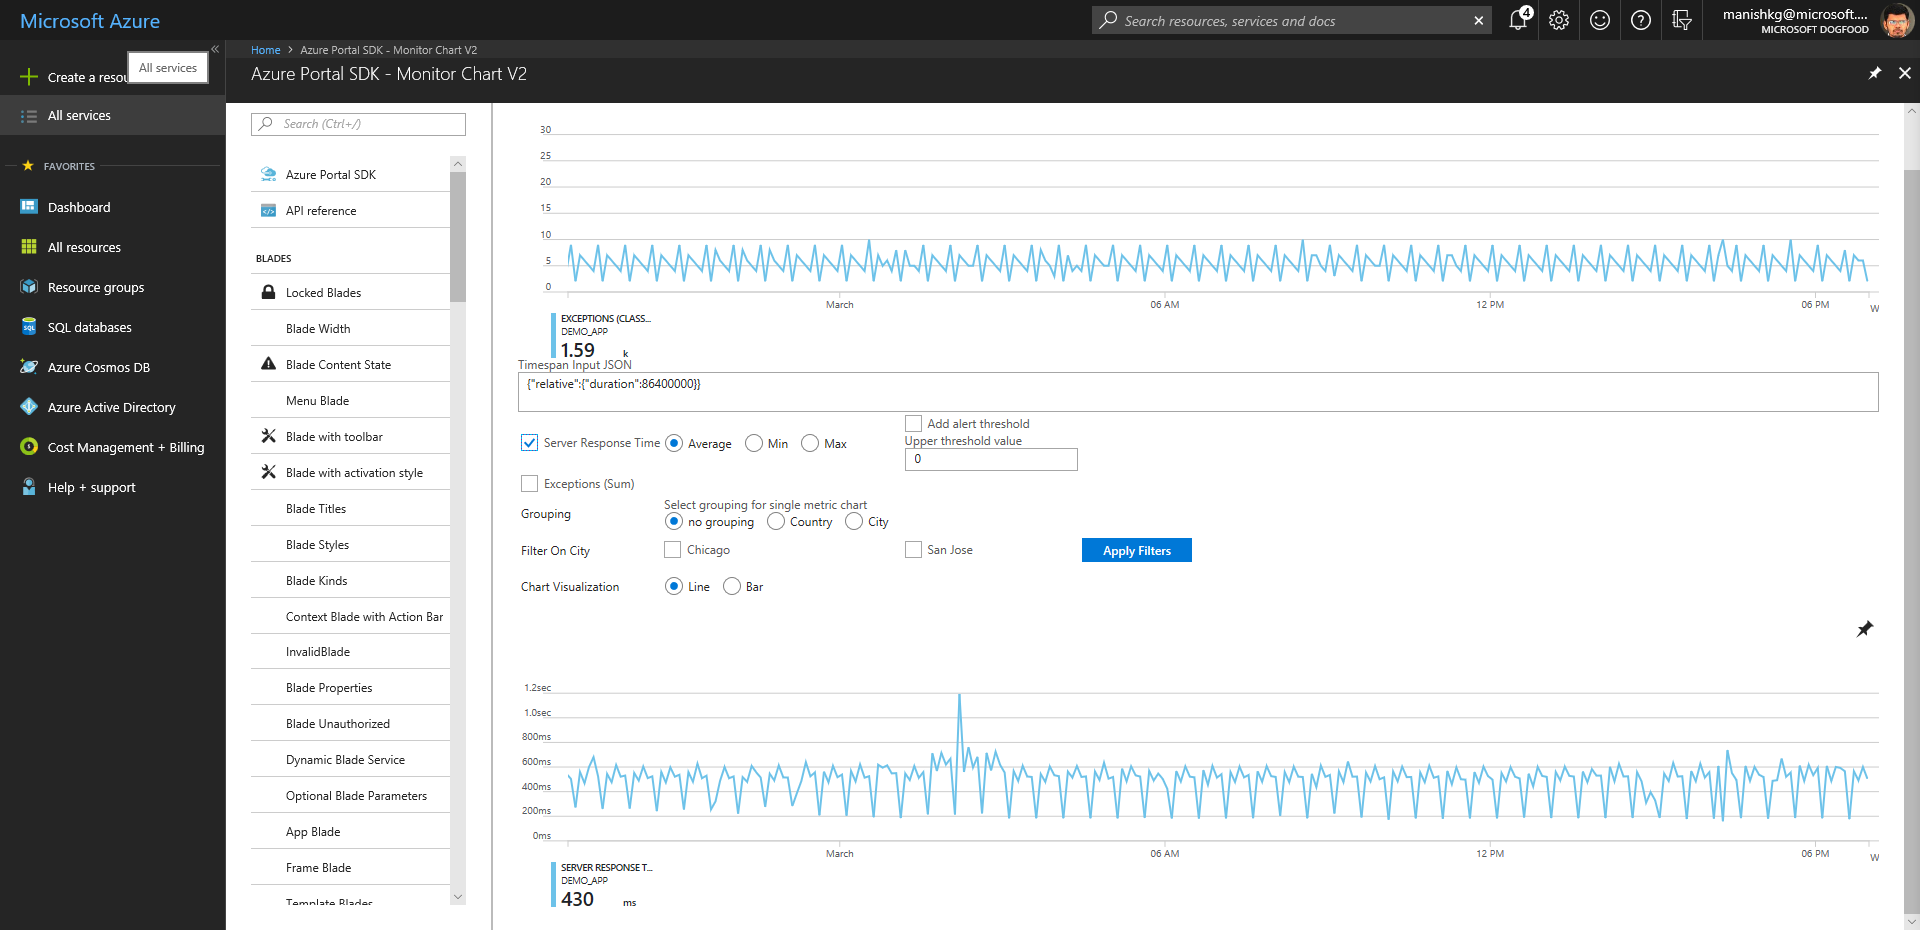 Microsoft Azure
Search resources, services and docs
4
manishkg@microsoft....
MICROSOFT DOGFOOD
Home > Azure Portal SDK - Monitor Chart V2
Azure Portal SDK - Monitor Chart V2
Create a resou
All services
All services
FAVORITES
Dashboard
All resources
Resource groups
SQL databases
Azure Cosmos DB
Azure Active Directory
Cost Management + Billing
Help + support
Search (Ctrl+/)
Azure Portal SDK
API reference
BLADES
Locked Blades
Blade Width
Blade Content State
Menu Blade
Blade with toolbar
Blade with activation style
Blade Titles
Blade Styles
Blade Kinds
Context Blade with Action Bar
InvalidBlade
Blade Properties
Blade Unauthorized
Dynamic Blade Service
Optional Blade Parameters
App Blade
Frame Blade
Template Blades
30
25
20
15
10
5
0
March 06 AM 12 PM 06 PM W
EXCEPTIONS (CLASS...
DEMO_APP
1.59 k
Timespan Input JSON
{"relative":{"duration":86400000}}
Server Response Time Average Min Max
Add alert threshold
Upper threshold value
0
Exceptions (Sum)
Select grouping for single metric chart
Grouping no grouping Country City
Filter On City Chicago San Jose Apply Filters
Chart Visualization Line Bar
1.2sec
1.0sec
800ms
600ms
400ms
200ms
0ms
March 06 AM 12 PM 06 PM W
SERVER RESPONSE T...
DEMO_APP
430 ms